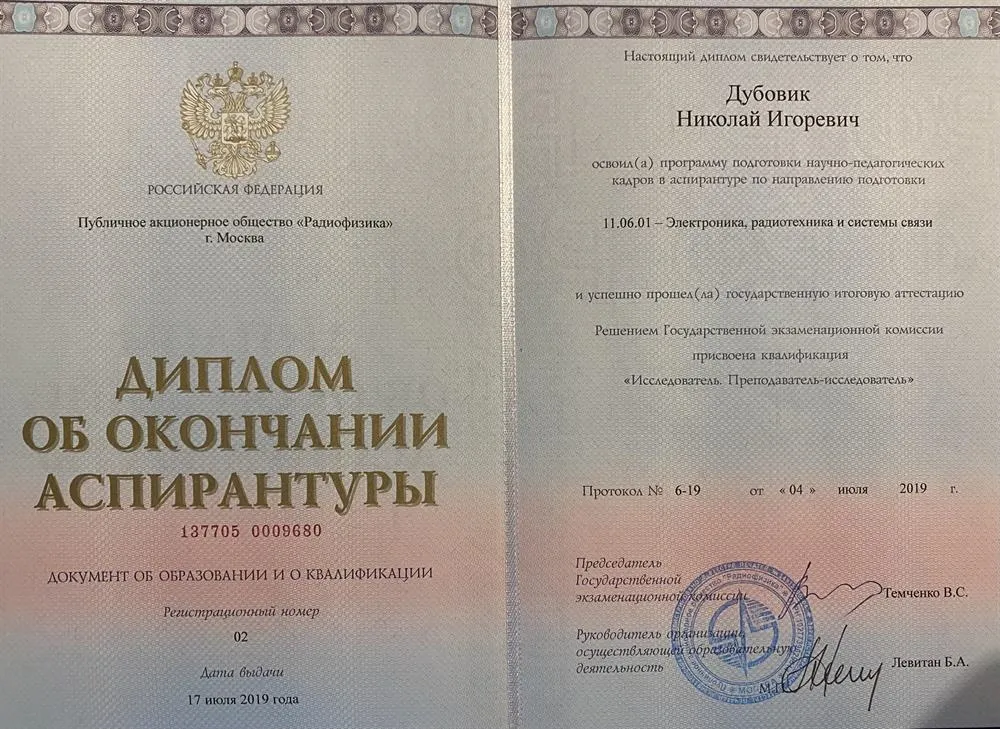 РОССИЙСКАЯ ФЕДЕРАЦИЯ
Публичное акционерное общество «Радиофизика»
г. Москва
ДИПЛОМ
ОБ ОКОНЧАНИИ
АСПИРАНТУРЫ
137705 0009680
ДОКУМЕНТ ОБ ОБРАЗОВАНИИ И О КВАЛИФИКАЦИИ
Регистрационный номер
02
Дата выдачи
17 июля 2019 года
Настоящий диплом свидетельствует о том, что
Дубовик
Николай Игоревич
освоил(а) программу подготовки научно-педагогических
кадров в аспирантуре по направлению подготовки
11.06.01 – Электроника, радиотехника и системы связи
и успешно прошел(ла) государственную итоговую аттестацию
Решением Государственной экзаменационной комиссии
присвоена квалификация
«Исследователь. Преподаватель-исследователь»
Протокол № 6-19 от « 04 » июля 2019 г.
Председатель
Государственной
экзаменационной комиссии
Темченко В.С.
Руководитель организации,
осуществляющей образовательную
деятельность
Левитан Б.А.
М.П.
"Радиофизика"